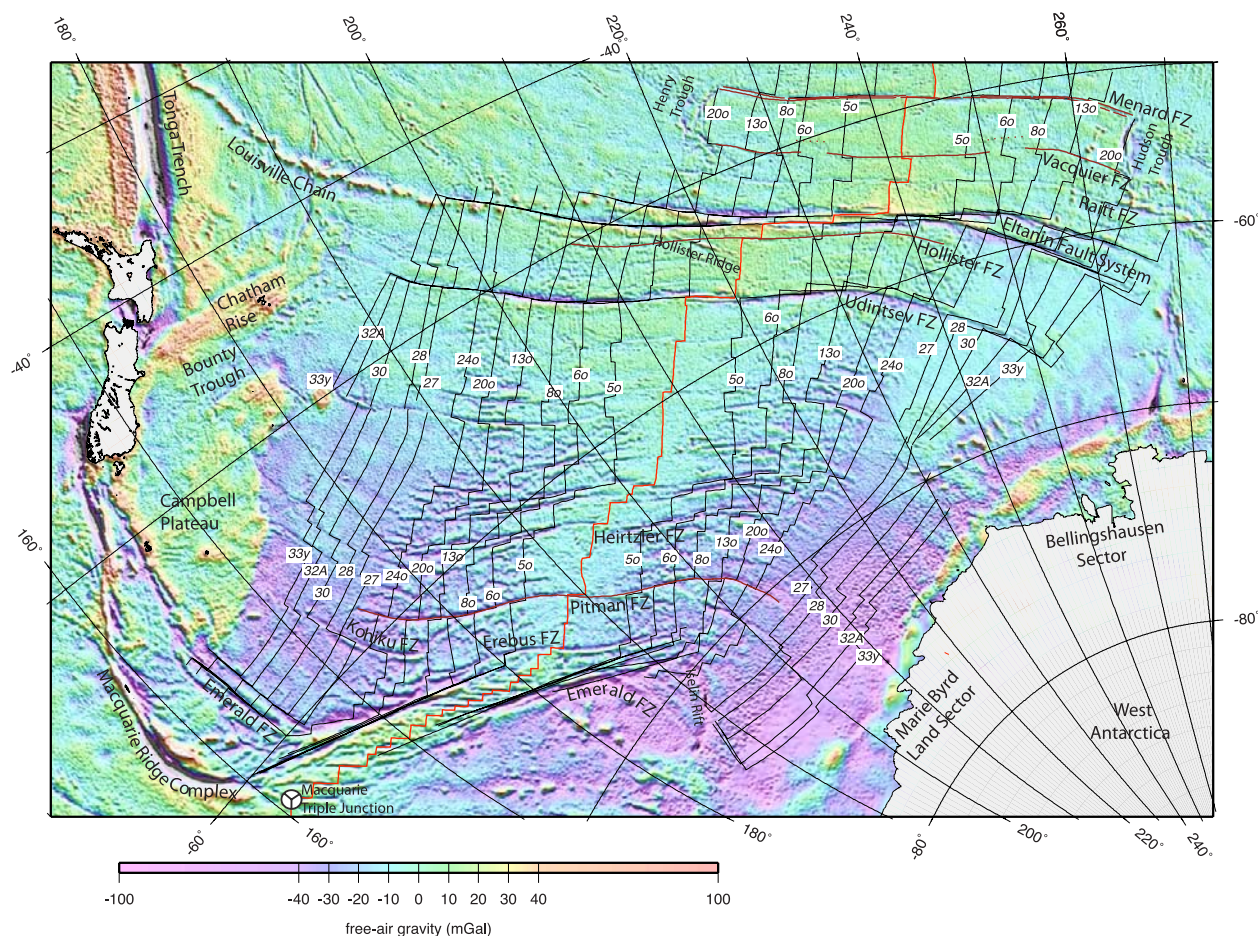 180°
200°
220°
-40°
240°
260°
Tonga Trench
Louisville Chain
Henry
Trough
20o
13o
8o
6o
5o
5o
6o
8o
13o
20o
Menard FZ
Hudson
Trough
Vacquier FZ
Raitt FZ
-60°
Eltanin Fault System
Hollister Ridge
Hollister FZ
Udintsev FZ
Chatham
Rise
Bounty
Trough
-40°
33y
32A
30
28
27
24o
20o
13o
8o
6o
5o
6o
5o
8o
13o
20o
24o
27
28
30
32A
33y
Campbell
Plateau
160°
33y
32A
30
28
27
24o
20o
13o
8o
6o
5o
Heirtzler FZ
5o
6o
8o
13o
20o
24o
27
28
30
32A
33y
Pitman FZ
Kohiku FZ
Erebus FZ
Emerald FZ
Emerald FZ
Iselin Rift
Bellingshausen
Sector
-80°
Marie Byrd
Land Sector
West
Antarctica
Macquarie Ridge Complex
Macquarie
Triple Junction
-60°
160°
180°
-80°
200°
220°
240°
-100
-40
-30
-20
-10
0
10
20
30
40
100
free-air gravity (mGal)